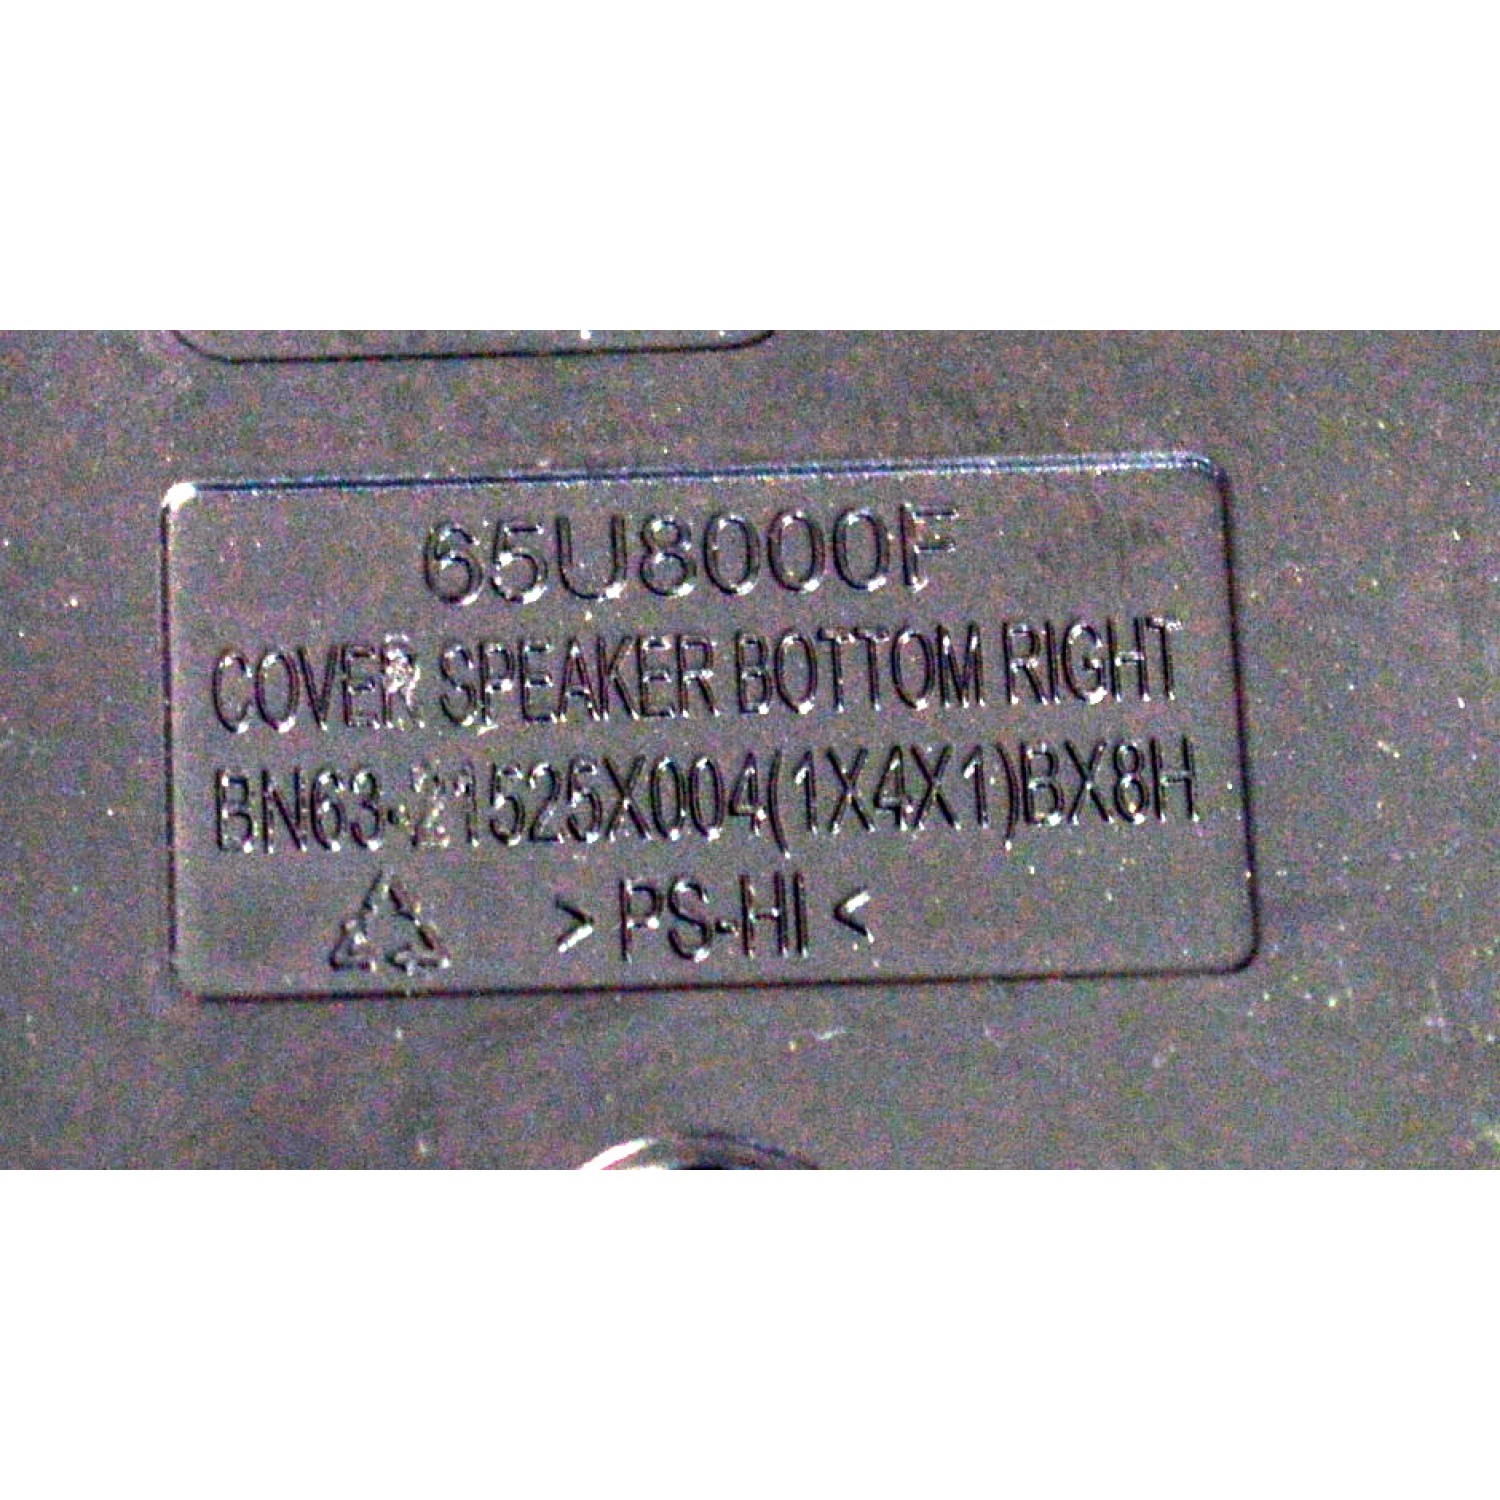 65U8000F
COVER SPEAKER BOTTOM RIGHT
BN63-21525X004(1X4X1)BX8H
> PS-HI <